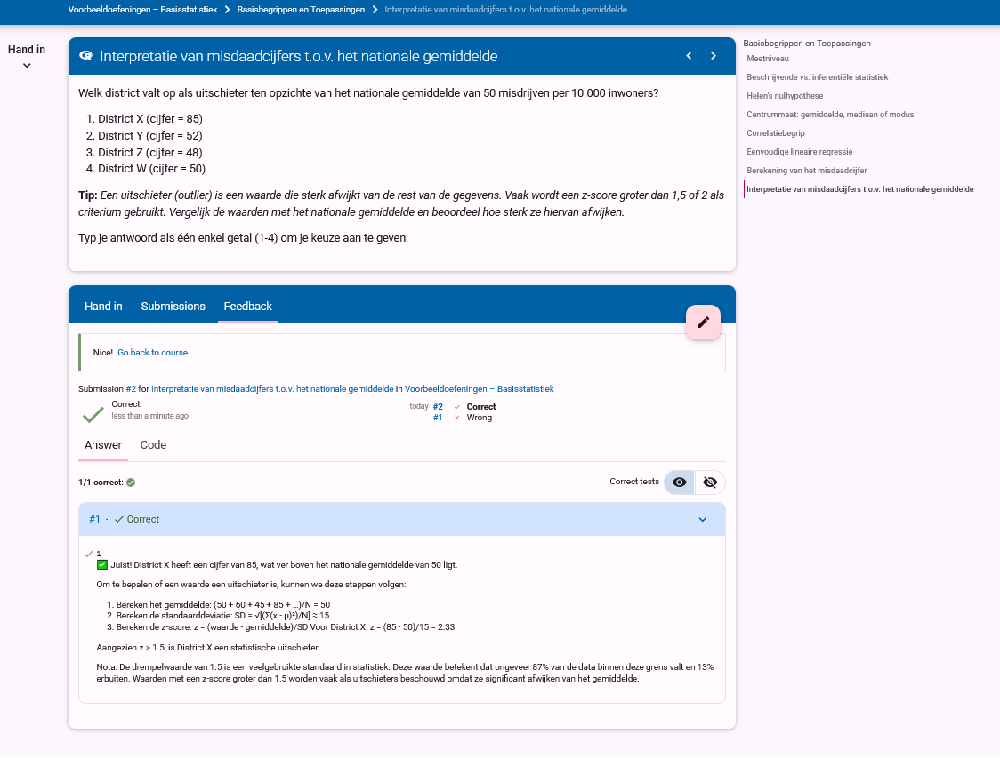 Voorbeeldoefeningen – Basisstatistiek > Basisbegrippen en Toepassingen > Interpretatie van misdaadcijfers t.o.v. het nationale gemiddelde
Hand in
Interpretatie van misdaadcijfers t.o.v. het nationale gemiddelde
Welk district valt op als uitschieter ten opzichte van het nationale gemiddelde van 50 misdrijven per 10.000 inwoners?
1. District X (cijfer = 85)
2. District Y (cijfer = 52)
3. District Z (cijfer = 48)
4. District W (cijfer = 50)
Tip: Een uitschieter (outlier) is een waarde die sterk afwijkt van de rest van de gegevens. Vaak wordt een z-score groter dan 1,5 of 2 als
criterium gebruikt. Vergelijk de waarden met het nationale gemiddelde en beoordeel hoe sterk ze hiervan afwijken.
Typ je antwoord als één enkel getal (1-4) om je keuze aan te geven.
Basisbegrippen en Toepassingen
Meetniveau
Beschrijvende vs. inferentiële statistiek
Helen's nulhypothese
Centrummaat: gemiddelde, mediaan of modus
Correlatiebegrip
Eenvoudige lineaire regressie
Berekening van het misdaadcijfer
Interpretatie van misdaadcijfers t.o.v. het nationale gemiddelde
Hand in Submissions Feedback
Nice! Go back to course
Submission #2 for Interpretatie van misdaadcijfers t.o.v. het nationale gemiddelde in Voorbeeldoefeningen – Basisstatistiek
Correct
less than a minute ago
today #2 ✓ Correct
#1 × Wrong
Answer Code
1/1 correct:
Correct tests
#1 · ✓ Correct
✓ 1
✅ Juist! District X heeft een cijfer van 85, wat ver boven het nationale gemiddelde van 50 ligt.
Om te bepalen of een waarde een uitschieter is, kunnen we deze stappen volgen:
1. Bereken het gemiddelde: (50 + 60 + 45 + 85 + ...)/N = 50
2. Bereken de standaarddeviatie: SD = √[(Σ(x - μ)²)/N] ≈ 15
3. Bereken de z-score: z = (waarde - gemiddelde)/SD Voor District X: z = (85 - 50)/15 = 2.33
Aangezien z > 1.5, is District X een statistische uitschieter.
Nota: De drempelwaarde van 1.5 is een veelgebruikte standaard in statistiek. Deze waarde betekent dat ongeveer 87% van de data binnen deze grens valt en 13%
erbuiten. Waarden met een z-score groter dan 1.5 worden vaak als uitschieters beschouwd omdat ze significant afwijken van het gemiddelde.